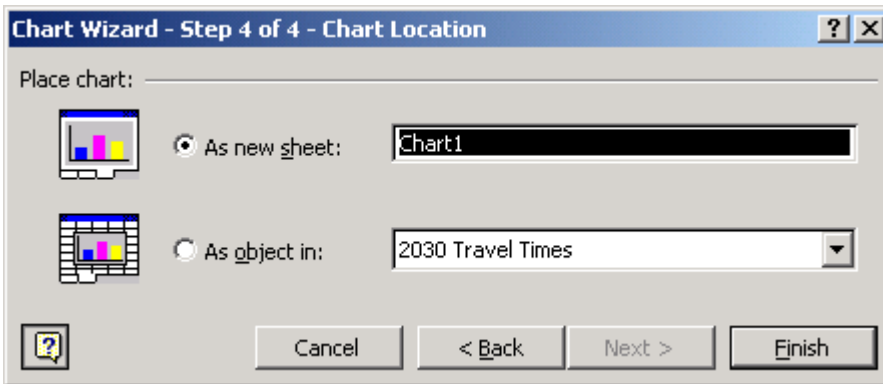 Chart Wizard - Step 4 of 4 - Chart Location
Place chart:
As new sheet: Chart1
As object in: 2030 Travel Times
Cancel < Back Next > Finish